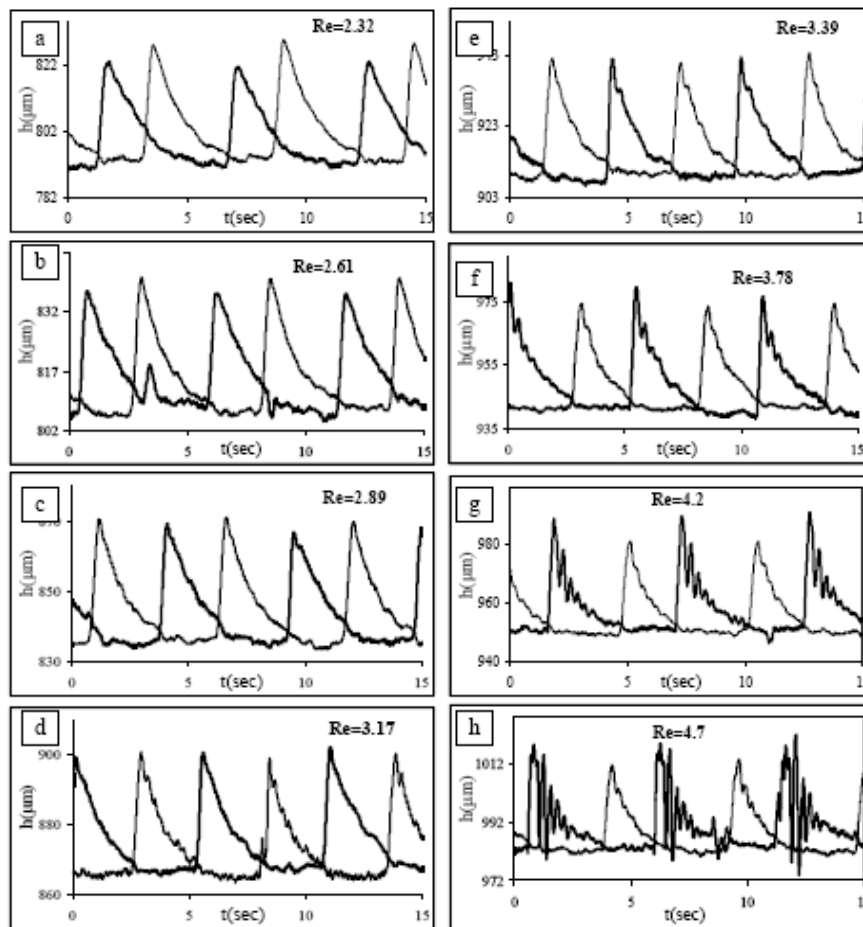 a
Re=2.32
822
802
782
h(μm)
0 5 t(sec) 10 15
b
Re=2.61
832
817
802
h(μm)
0 5 t(sec) 10 15
c
Re=2.89
850
830
h(μm)
0 5 t(sec) 10 15
d
Re=3.17
900
880
860
h(μm)
0 5 t(sec) 10 15
e
Re=3.39
923
903
h(μm)
0 5 t(sec) 10
f
Re=3.78
975
955
935
h(μm)
0 5 t(sec) 10 15
g
Re=4.2
980
960
940
h(μm)
0 5 t(sec) 10
h
Re=4.7
1012
992
972
h(μm)
0 5 t(sec) 10